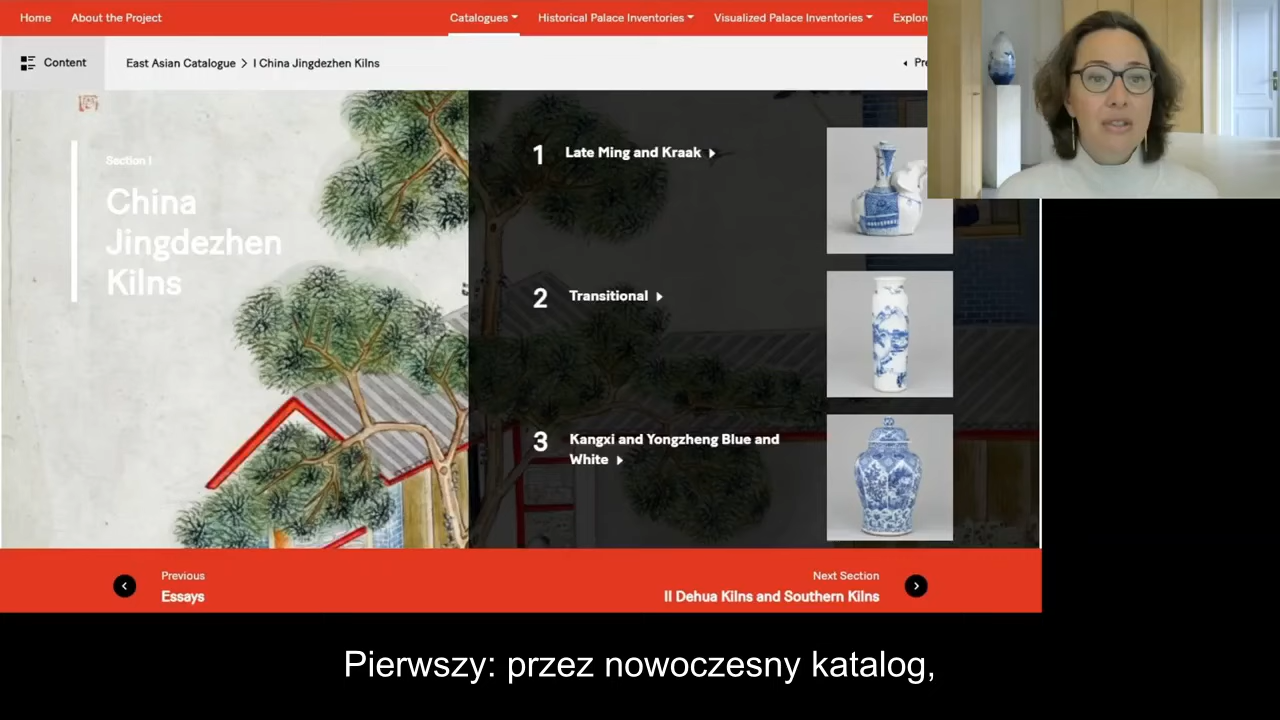 Home About the Project Catalogues Historical Palace Inventories Visualized Palace Inventories
Content East Asian Catalogue > I China Jingdezhen Kilns
Section I
China
Jingdezhen
Kilns
1 Late Ming and Kraak
2 Transitional
3 Kangxi and Yongzheng Blue and
White
Previous
Essays
Next Section
II Dehua Kilns and Southern Kilns
Pierwszy: przez nowoczesny katalog,